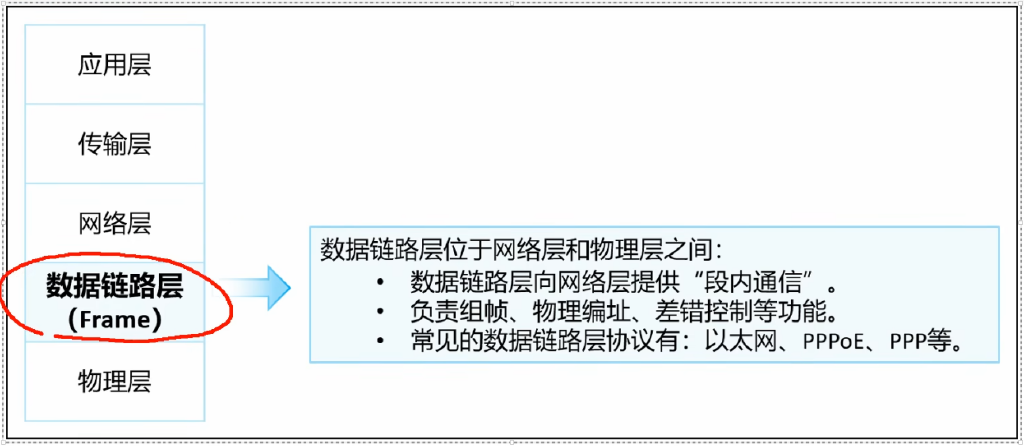 应用层
传输层
网络层
数据链路层
（Frame）
物理层
数据链路层位于网络层和物理层之间：
• 数据链路层向网络层提供“段内通信”。
• 负责组帧、物理编址、差错控制等功能。
• 常见的数据链路层协议有：以太网、PPPoE、PPP等。